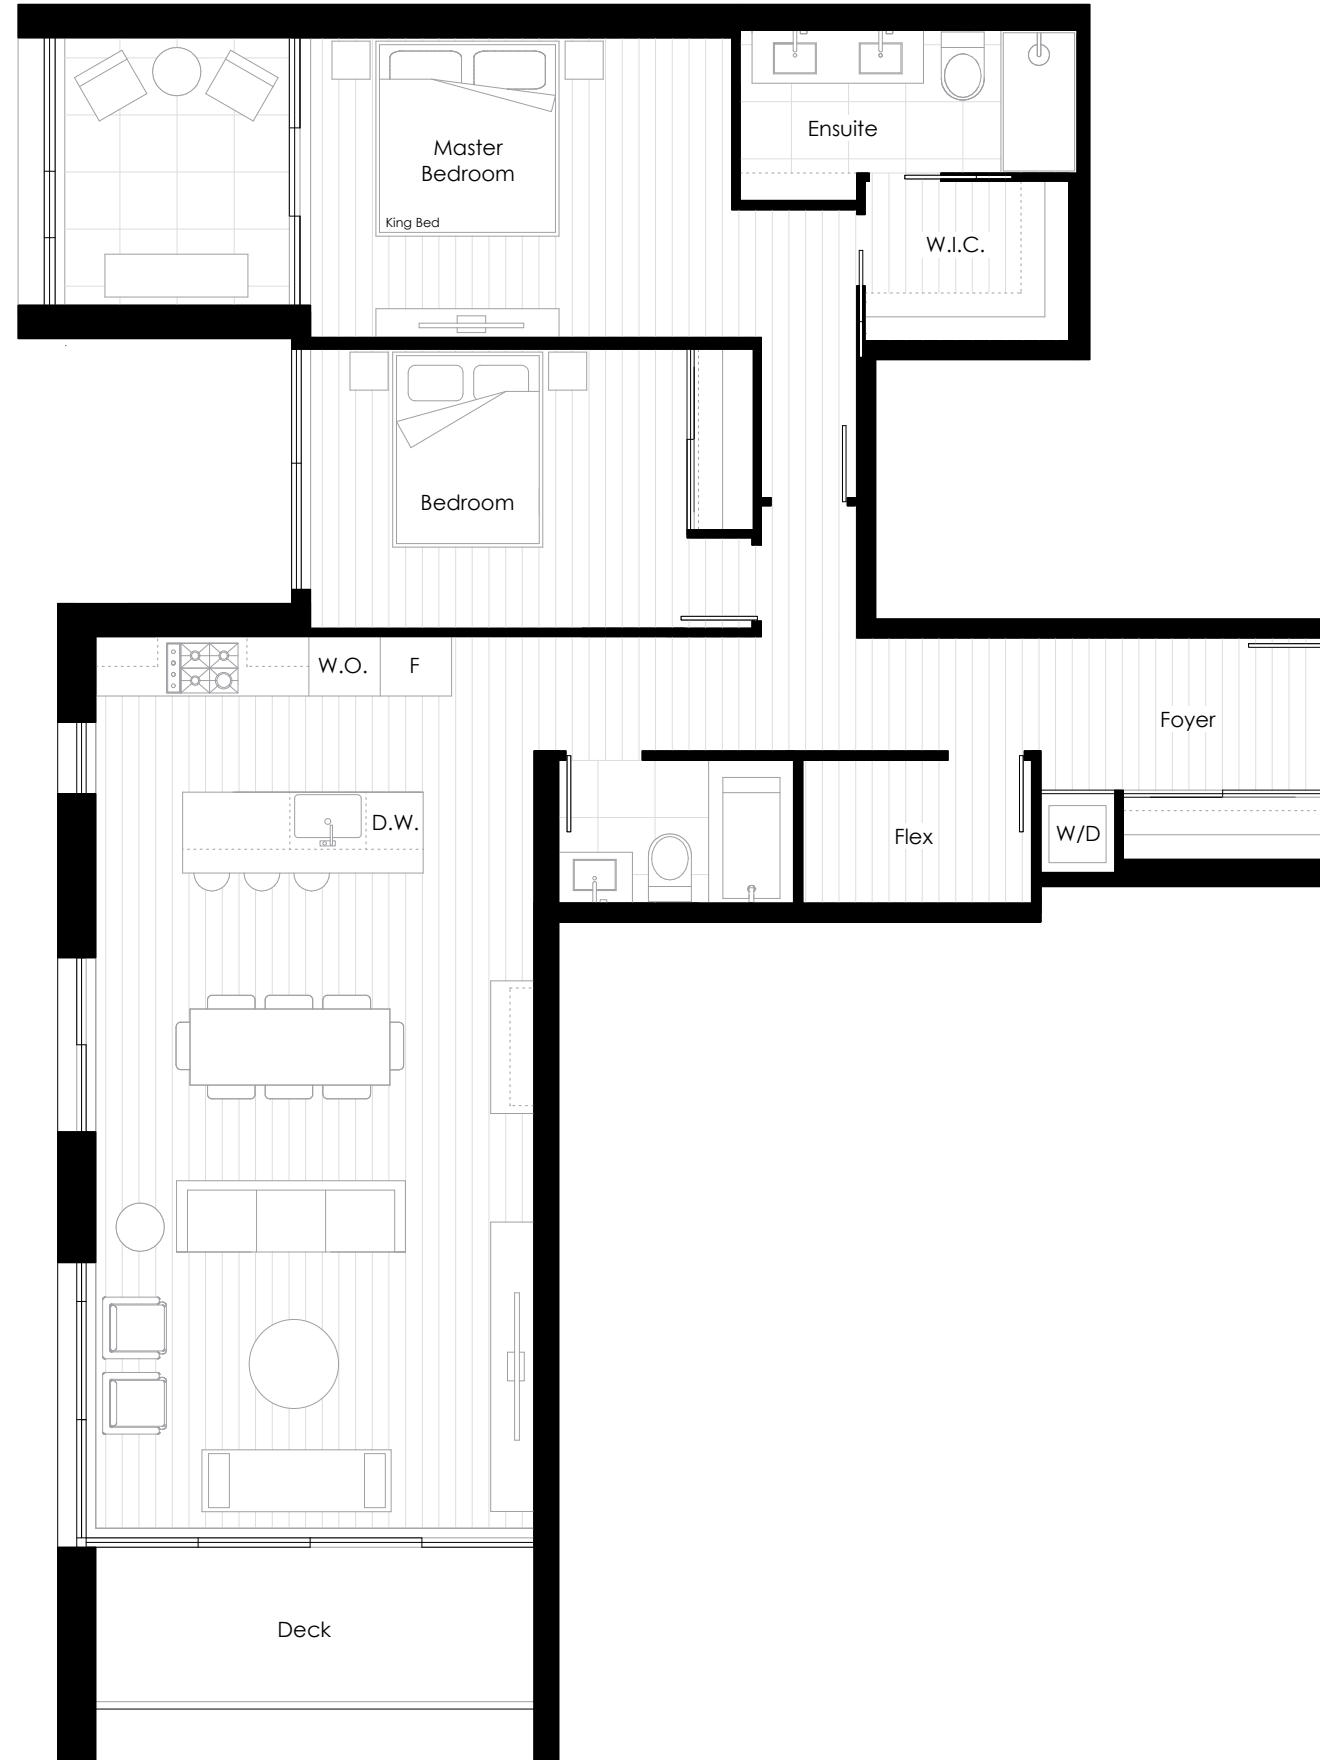 Ensuite
Master
Bedroom
King Bed
W.I.C.
Bedroom
W.O.
F
Foyer
D.W.
Flex
W/D
Deck